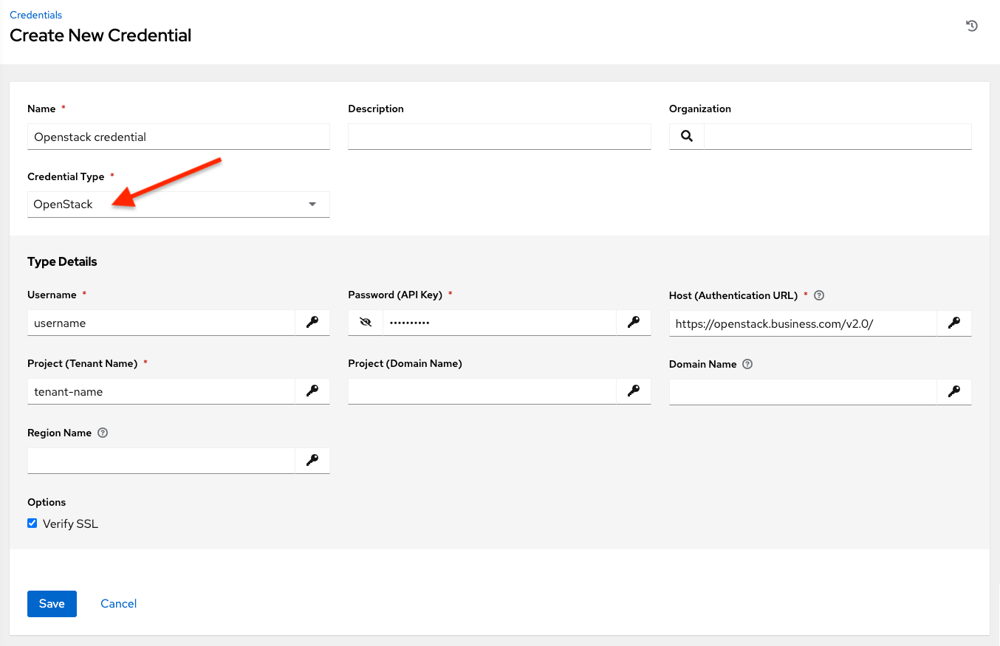 Credentials
Create New Credential
Name *
Description
Organization
Openstack credential
Credential Type *
OpenStack
Type Details
Username *
Password (API Key) *
Host (Authentication URL) * ?
username
••••••••••
https://openstack.business.com/v2.0/
Project (Tenant Name) *
Project (Domain Name)
Domain Name ?
tenant-name
Region Name ?
Options
Verify SSL
Save
Cancel